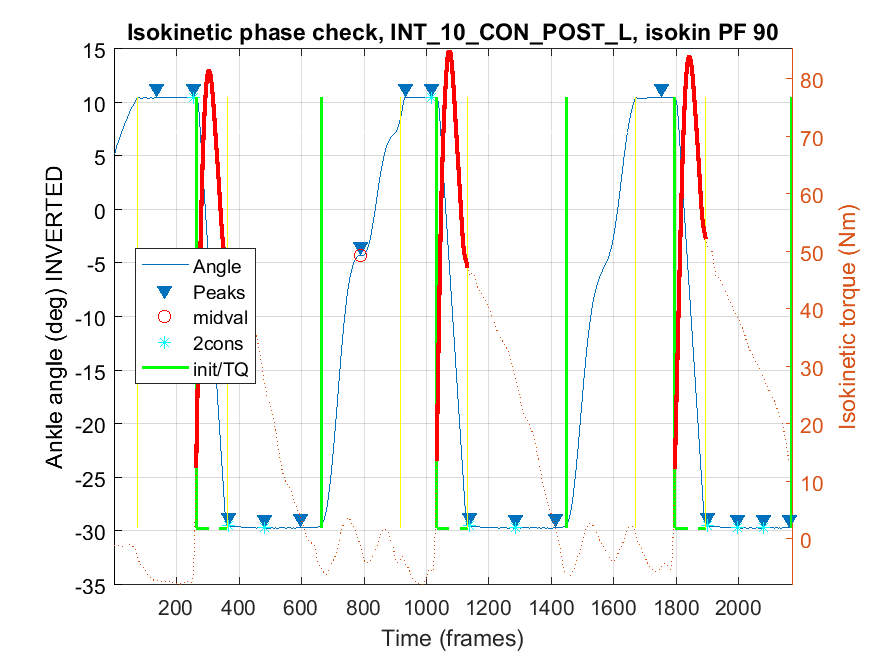 Isokinetic phase check, INT_10_CON_POST_L, isokin PF 90
15
10
5
0
-5
-10
-15
-20
-25
-30
-35
Ankle angle (deg) INVERTED
Angle
Peaks
midval
2cons
init/TQ
80
70
60
50
40
30
20
10
0
Isokinetic torque (Nm)
200 400 600 800 1000 1200 1400 1600 1800 2000
Time (frames)